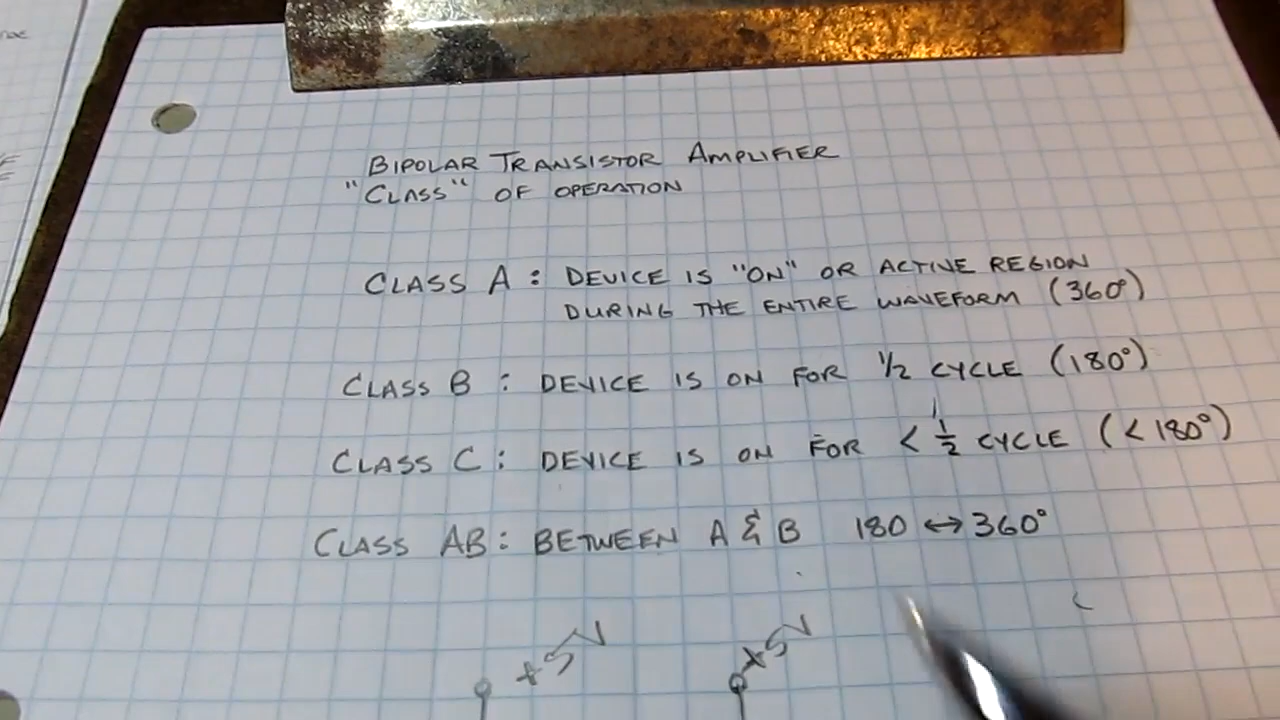 BIPOLAR TRANSISTOR AMPLIFIER
"CLASS" OF OPERATION
CLASS A : DEVICE IS "ON" OR ACTIVE REGION
DURING THE ENTIRE WAVEFORM (360°)
CLASS B : DEVICE IS ON FOR 1/2 CYCLE (180°)
CLASS C : DEVICE IS ON FOR < 1/2 CYCLE (<180°)
CLASS AB : BETWEEN A & B 180 ↔ 360°
+5V +5V